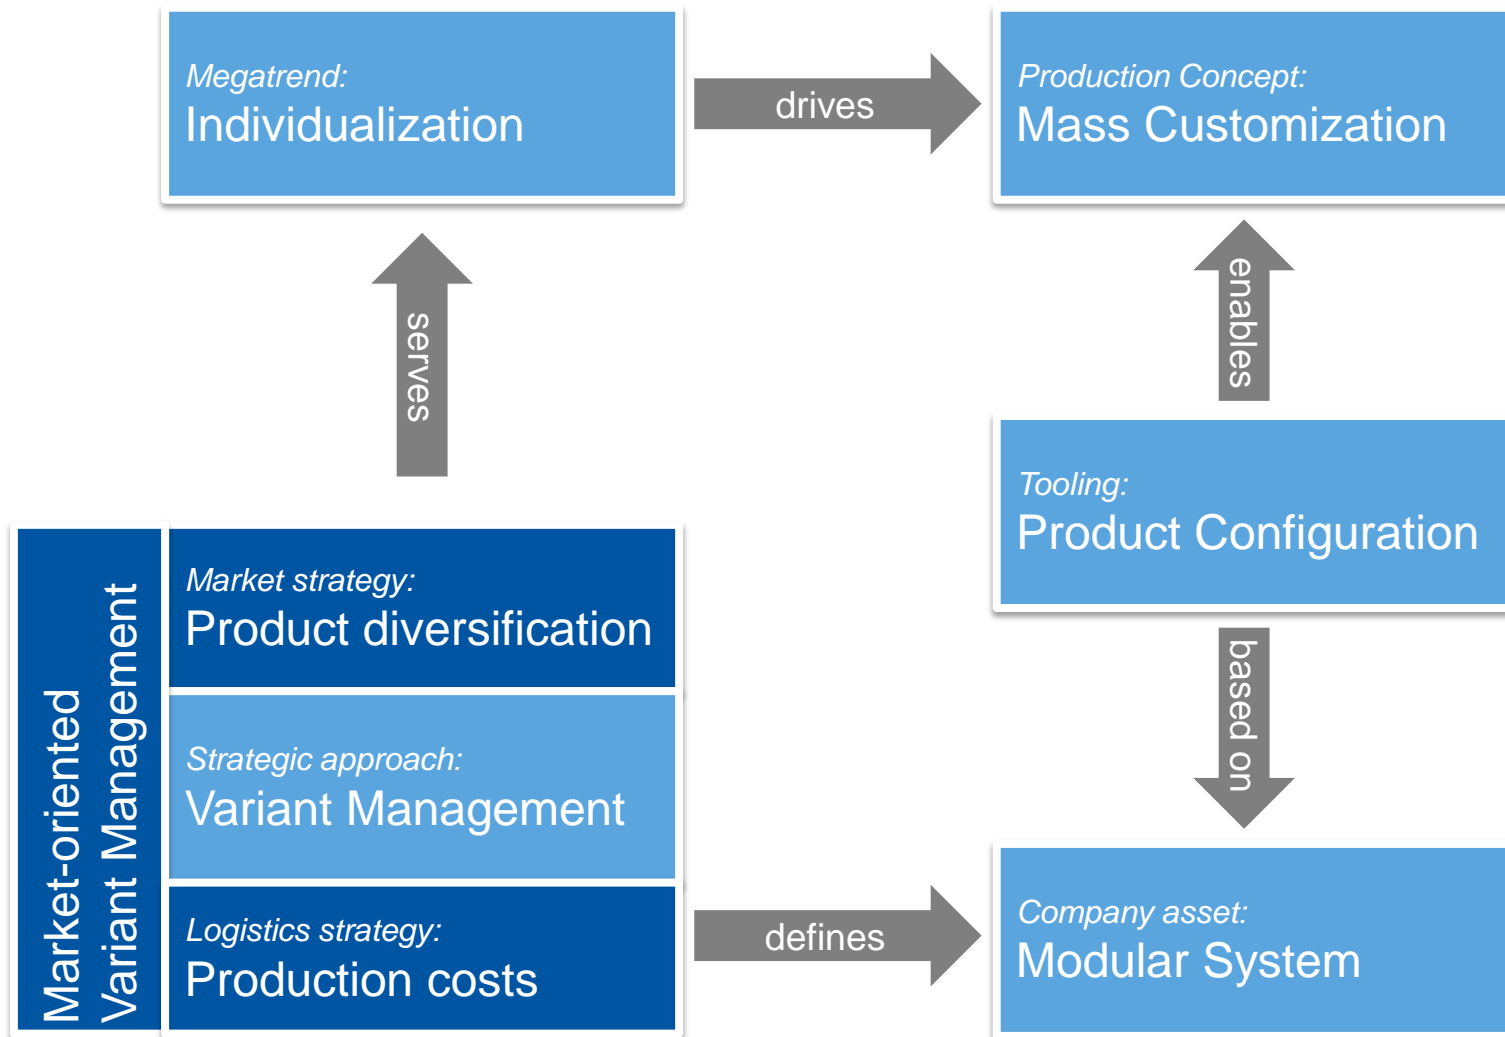 Megatrend:
Individualization
drives
Production Concept:
Mass Customization
serves
enables
Tooling:
Product Configuration
based on
Market-oriented
Variant Management
Market strategy:
Product diversification
Strategic approach:
Variant Management
Logistics strategy:
Production costs
defines
Company asset:
Modular System